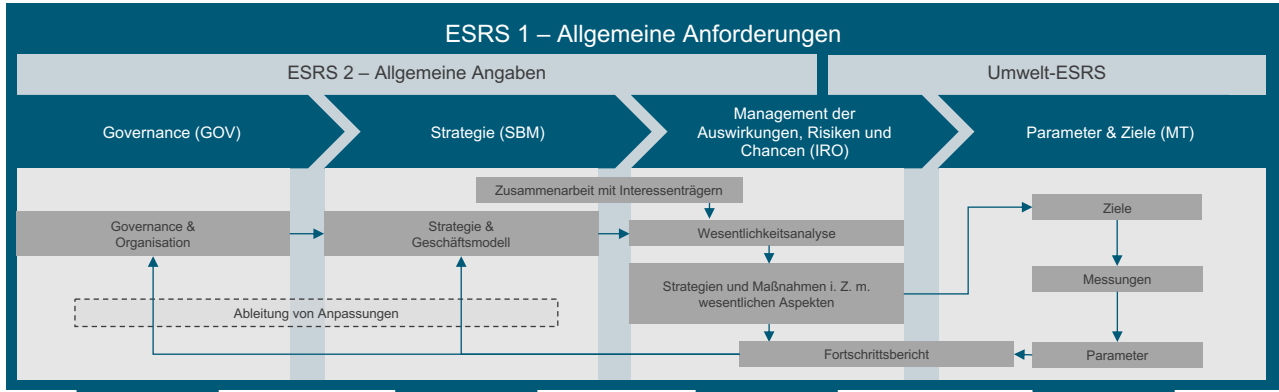 ESRS 1 – Allgemeine Anforderungen
ESRS 2 – Allgemeine Angaben
Umwelt-ESRS
Governance (GOV)
Strategie (SBM)
Management der
Auswirkungen, Risiken und
Chancen (IRO)
Parameter & Ziele (MT)
Zusammenarbeit mit Interessenträgern
Governance &
Organisation
Strategie &
Geschäftsmodell
Wesentlichkeitsanalyse
Ziele
Strategien und Maßnahmen i. Z. m.
wesentlichen Aspekten
Messungen
Ableitung von Anpassungen
Fortschrittsbericht
Parameter